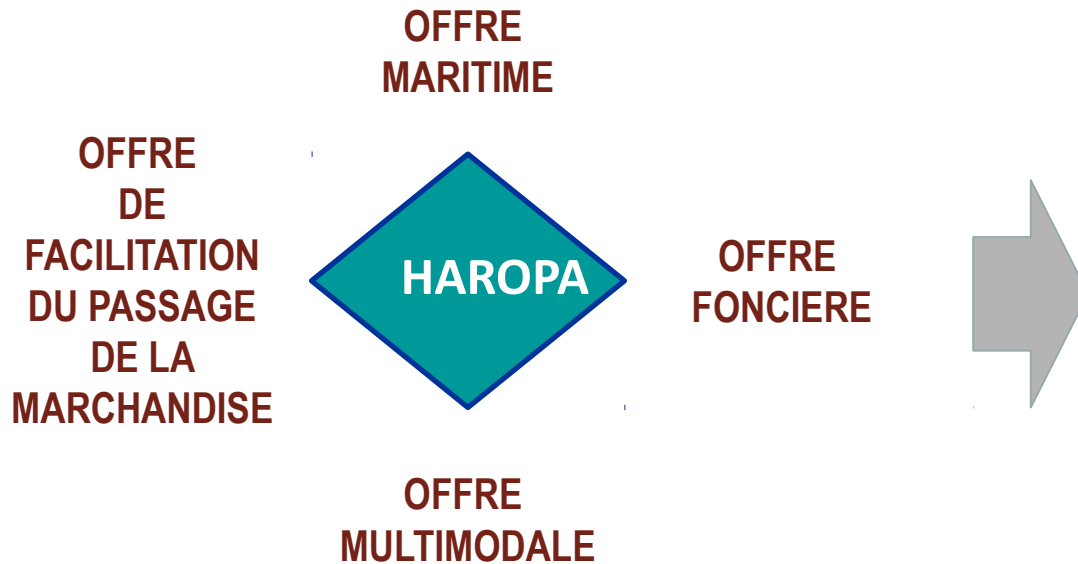 OFFRE
MARITIME
OFFRE
DE
FACILITATION
DU PASSAGE
DE LA
MARCHANDISE
HAROPA
OFFRE
FONCIERE
OFFRE
MULTIMODALE